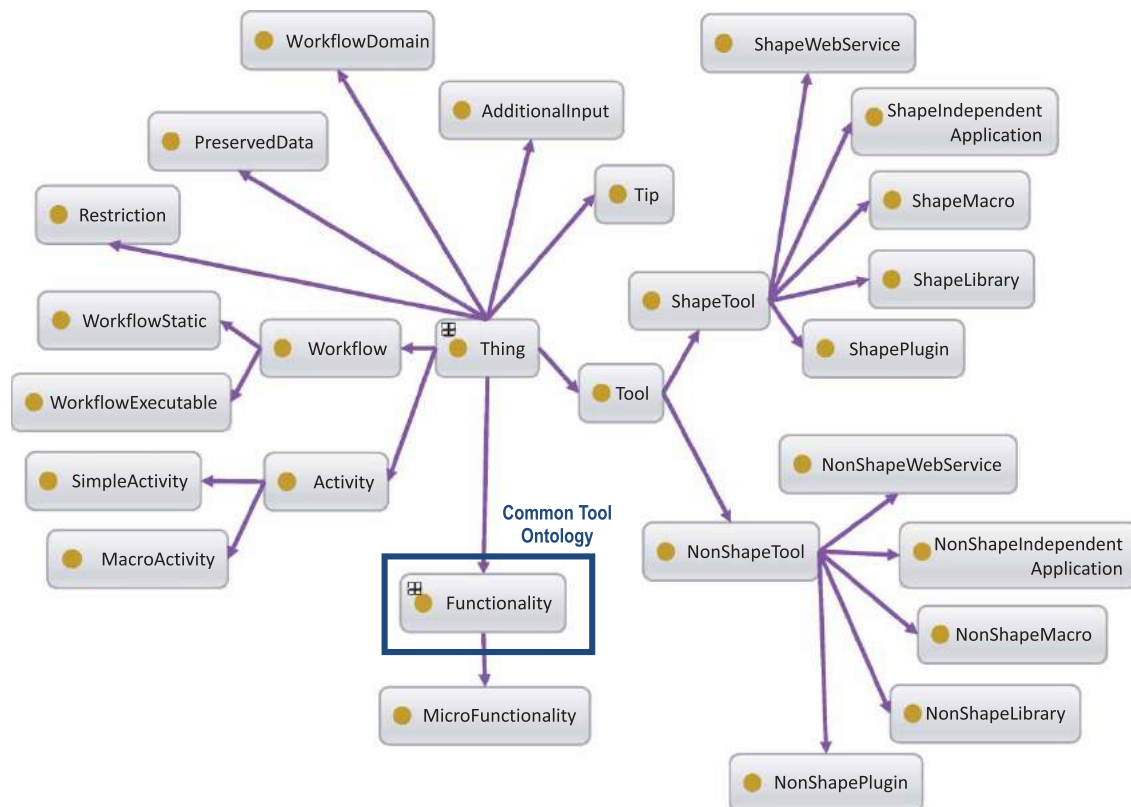 WorkflowDomain
ShapeWebService
AdditionalInput
ShapeIndependent
Application
PreservedData
Tip
ShapeMacro
Restriction
ShapeLibrary
ShapeTool
WorkflowStatic
Workflow
Thing
ShapePlugin
Tool
WorkflowExecutable
SimpleActivity
Activity
NonShapeWebService
Common Tool
Ontology
MacroActivity
NonShapeTool
NonShapeIndependent
Application
Functionality
NonShapeMacro
MicroFunctionality
NonShapeLibrary
NonShapePlugin